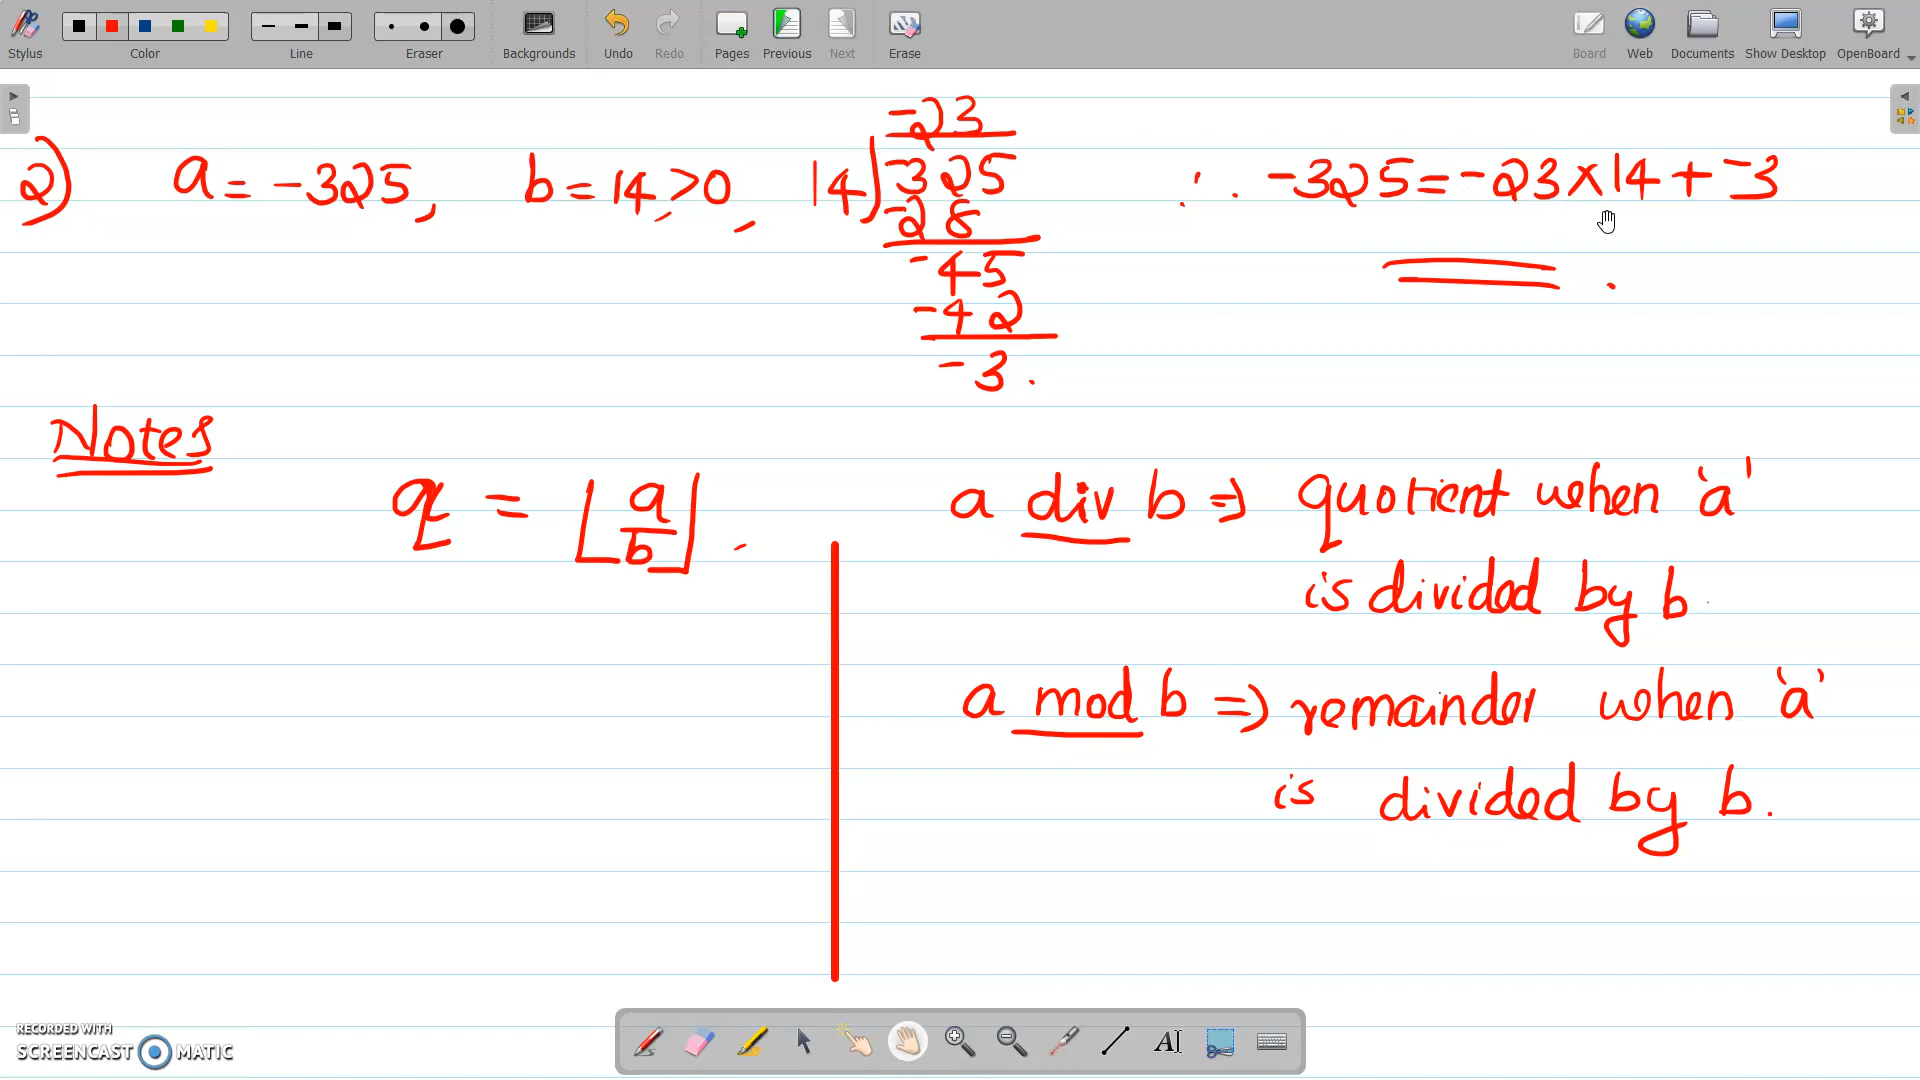 Stylus Color Line Eraser Backgrounds Undo Redo Pages Previous Next Erase Board Web Documents Show Desktop OpenBoard
2) a = -325, b = 14 > 0,
-23
14) -325
-28
-45
-42
-3.
∴ -325 = -23 × 14 + -3
Notes
q = ⌊a/b⌋.
a div b ⇒ quotient when 'a'
is divided by b.
a mod b ⇒ remainder when 'a'
is divided by b.
RECORDED WITH
SCREENCAST MATIC